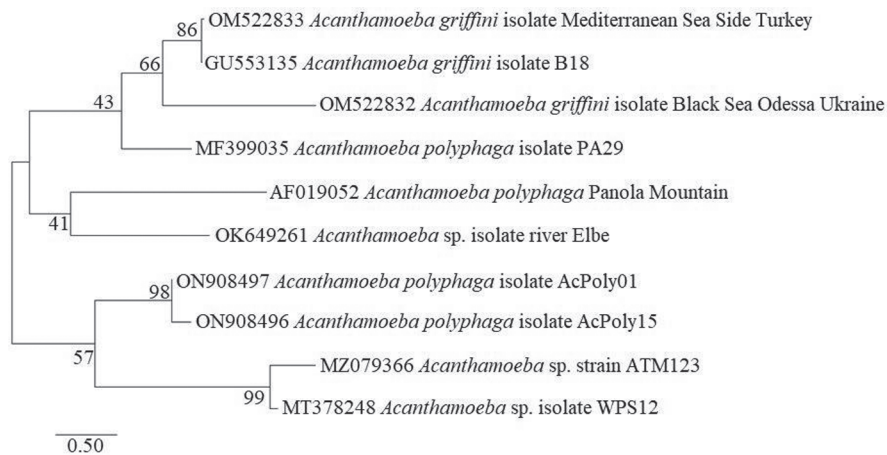 86
OM522833 Acanthamoeba griffini isolate Mediterranean Sea Side Turkey
66
GU553135 Acanthamoeba griffini isolate B18
43
OM522832 Acanthamoeba griffini isolate Black Sea Odessa Ukraine
MF399035 Acanthamoeba polyphaga isolate PA29
AF019052 Acanthamoeba polyphaga Panola Mountain
41
OK649261 Acanthamoeba sp. isolate river Elbe
98
ON908497 Acanthamoeba polyphaga isolate AcPoly01
ON908496 Acanthamoeba polyphaga isolate AcPoly15
57
MZ079366 Acanthamoeba sp. strain ATM123
99
MT378248 Acanthamoeba sp. isolate WPS12
0.50